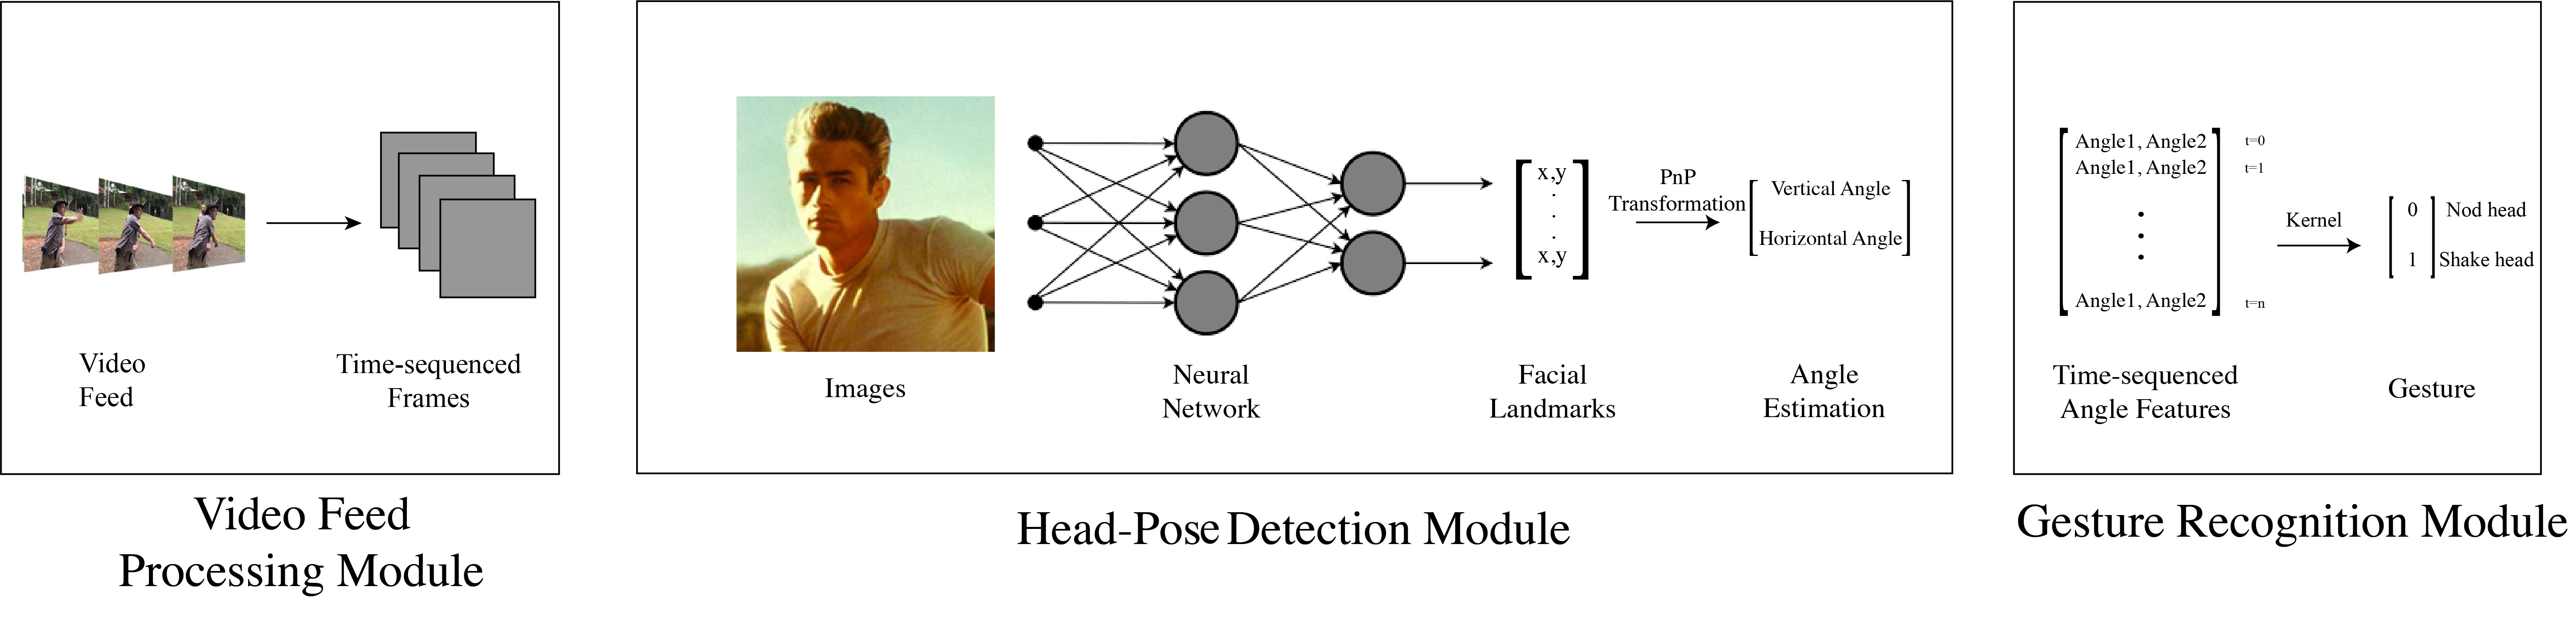 Video
Feed
Time-sequenced
Frames
Video Feed
Processing Module
Images
Neural
Network
x,y
.
.
.
x,y
Facial
Landmarks
PnP
Transformation
Vertical Angle
Horizontal Angle
Angle
Estimation
Head-Pose Detection Module
Angle1, Angle2 t=0
Angle1, Angle2 t=1
Angle1, Angle2 t=n
Time-sequenced
Angle Features
Kernel
0 Nod head
1 Shake head
Gesture
Gesture Recognition Module